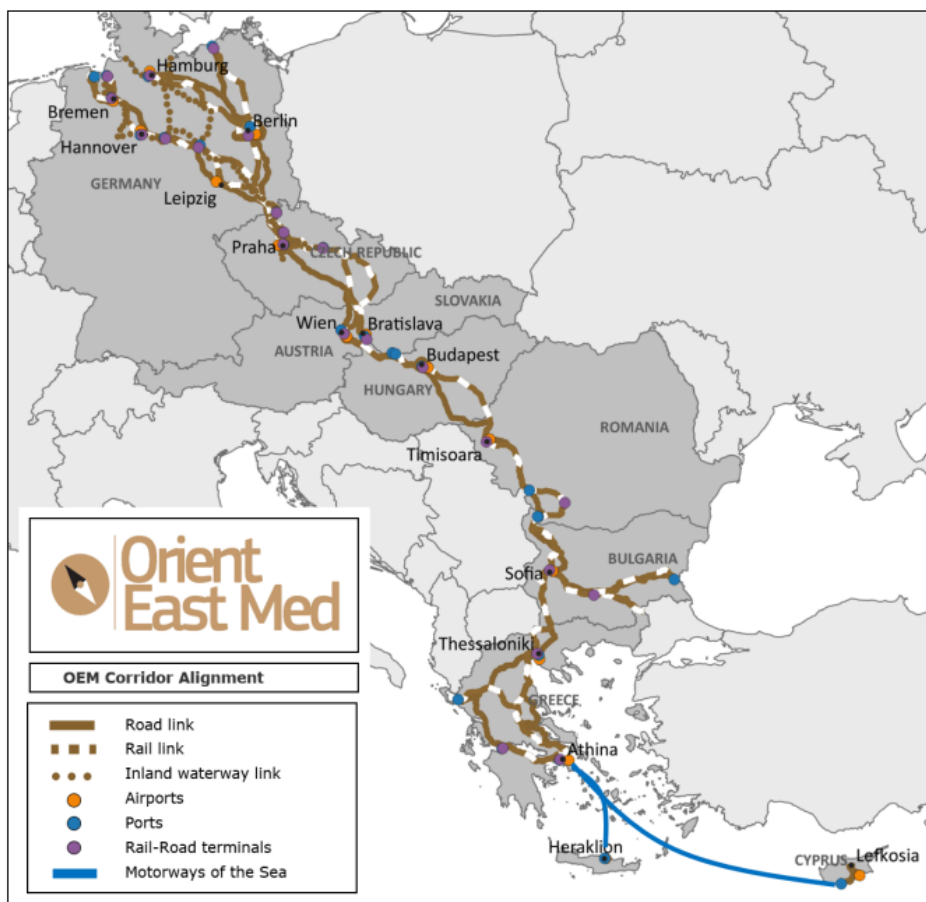 Hamburg
Bremen
Berlin
Hannover
GERMANY
Leipzig
Praha
CZECH REPUBLIC
SLOVAKIA
Wien
Bratislava
AUSTRIA
Budapest
HUNGARY
ROMANIA
Timisoara
BULGARIA
Sofia
Thessaloniki
GREECE
Athina
Heraklion
CYPRUS
Lefkosia
Orient
East Med
OEM Corridor Alignment
Road link
Rail link
Inland waterway link
Airports
Ports
Rail-Road terminals
Motorways of the Sea